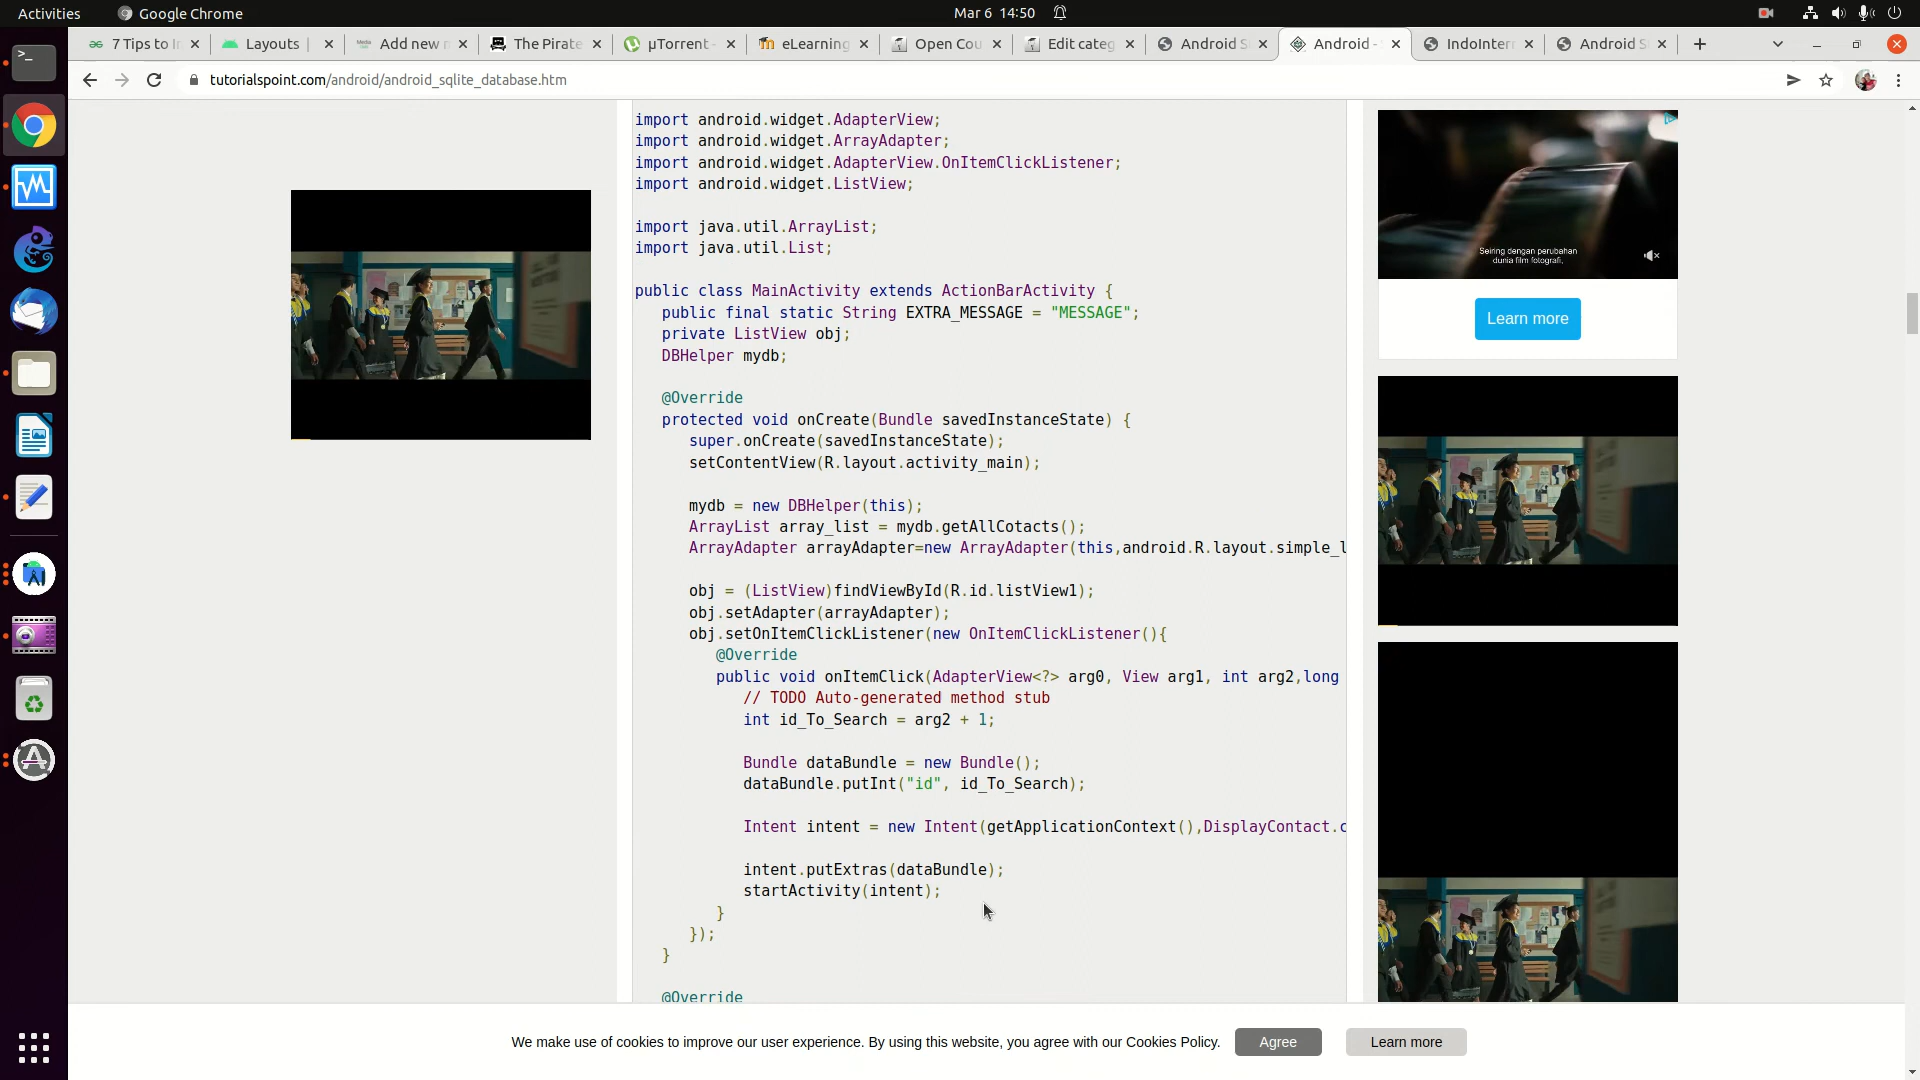 Activities
Google Chrome
Mar 6 14:50
7 Tips to In
Layouts
Add new m
The Pirate
µTorrent -
eLearning
Open Cou
Edit categ
Android S
Android -
IndoInter
Android S
tutorialspoint.com/android/android_sqlite_database.htm
import android.widget.AdapterView;
import android.widget.ArrayAdapter;
import android.widget.AdapterView.OnItemClickListener;
import android.widget.ListView;
import java.util.ArrayList;
import java.util.List;
public class MainActivity extends ActionBarActivity {
public final static String EXTRA_MESSAGE = "MESSAGE";
private ListView obj;
DBHelper mydb;
@Override
protected void onCreate(Bundle savedInstanceState) {
super.onCreate(savedInstanceState);
setContentView(R.layout.activity_main);
mydb = new DBHelper(this);
ArrayList array_list = mydb.getAllCotacts();
ArrayAdapter arrayAdapter=new ArrayAdapter(this,android.R.layout.simple_l
obj = (ListView)findViewById(R.id.listView1);
obj.setAdapter(arrayAdapter);
obj.setOnItemClickListener(new OnItemClickListener(){
@Override
public void onItemClick(AdapterView<?> arg0, View arg1, int arg2,long
// TODO Auto-generated method stub
int id_To_Search = arg2 + 1;
Bundle dataBundle = new Bundle();
dataBundle.putInt("id", id_To_Search);
Intent intent = new Intent(getApplicationContext(),DisplayContact.c
intent.putExtras(dataBundle);
startActivity(intent);
}
});
}
@Override
Seiring dengan perubahan
dunia film fotografi,
Learn more
We make use of cookies to improve our user experience. By using this website, you agree with our Cookies Policy.
Agree
Learn more